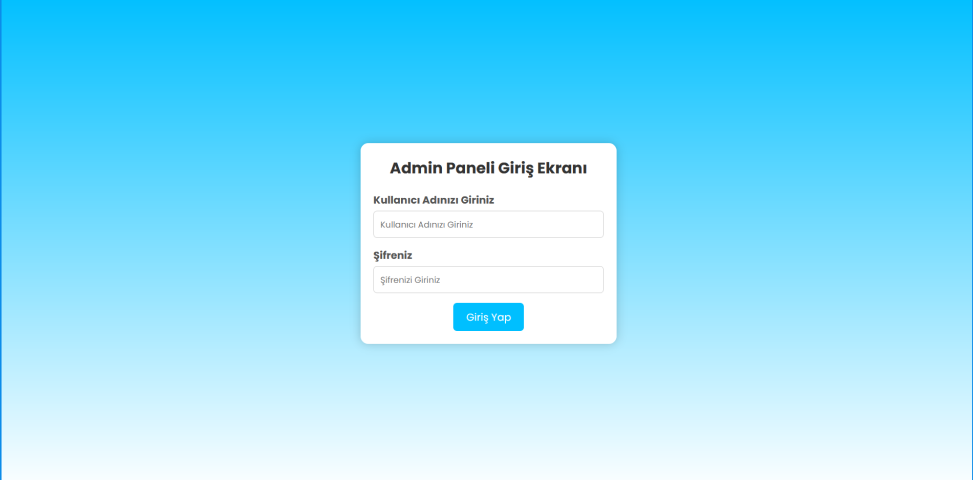 Admin Paneli Giriş Ekranı
Kullanıcı Adınızı Giriniz
Kullanıcı Adınızı Giriniz
Şifreniz
Şifrenizi Giriniz
Giriş Yap